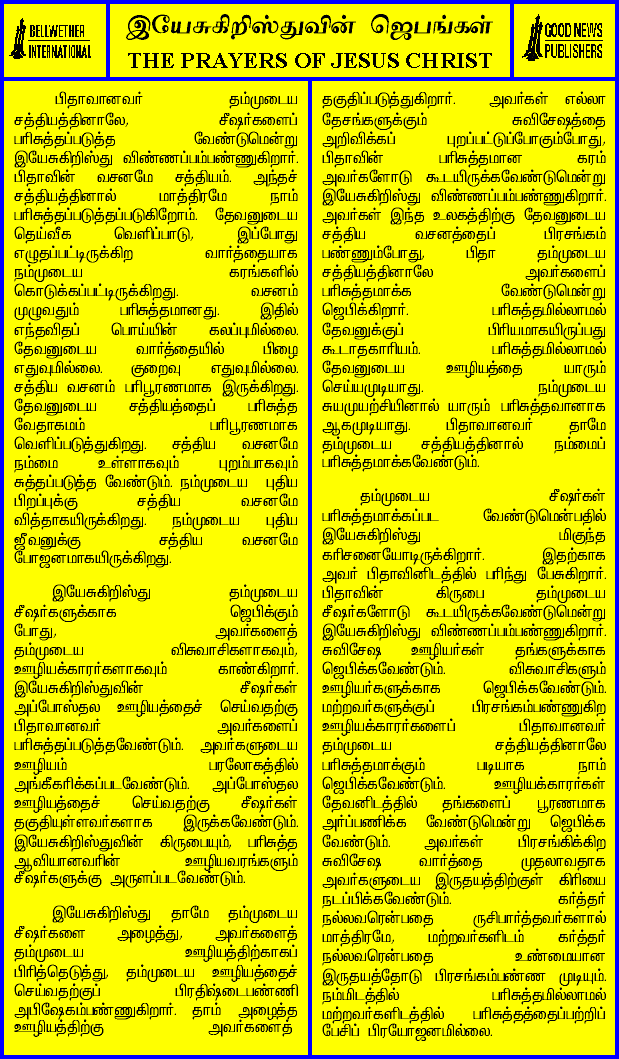 BELLWETHER
INTERNATIONAL
இயேசுகிறிஸ்துவின் ஜெபங்கள்
THE PRAYERS OF JESUS CHRIST
GOOD NEWS
PUBLISHERS
பிதாவானவர் தம்முடைய
சத்தியத்தினாலே, சீஷர்களைப்
பரிசுத்தப்படுத்த வேண்டுமென்று
இயேசுகிறிஸ்து விண்ணப்பம்பண்ணுகிறார்.
பிதாவின் வசனமே சத்தியம். அந்தச்
சத்தியத்தினால் மாத்திரமே நாம்
பரிசுத்தப்படுத்தப்படுகிறோம். தேவனுடைய
தெய்வீக வெளிப்பாடு, இப்போது
எழுதப்பட்டிருக்கிற வார்த்தையாக
நம்முடைய கரங்களில்
கொடுக்கப்பட்டிருக்கிறது. வசனம்
முழுவதும் பரிசுத்தமானது. இதில்
எந்தவிதப் பொய்யின் கலப்புமில்லை.
தேவனுடைய வார்த்தையில் பிழை
எதுவுமில்லை. குறைவு எதுவுமில்லை.
சத்திய வசனம் பரிபூரணமாக இருக்கிறது.
தேவனுடைய சத்தியத்தைப் பரிசுத்த
வேதாகமம் பரிபூரணமாக
வெளிப்படுத்துகிறது. சத்திய வசனமே
நம்மை உள்ளாகவும் புறம்பாகவும்
சுத்தப்படுத்த வேண்டும். நம்முடைய புதிய
பிறப்புக்கு சத்திய வசனமே
வித்தாகயிருக்கிறது. நம்முடைய புதிய
ஜீவனுக்கு சத்திய வசனமே
போஜனமாகயிருக்கிறது.
இயேசுகிறிஸ்து தம்முடைய
சீஷர்களுக்காக ஜெபிக்கும்
போது, அவர்களைத்
தம்முடைய விசுவாசிகளாகவும்,
ஊழியக்காரர்களாகவும் காண்கிறார்.
இயேசுகிறிஸ்துவின் சீஷர்கள்
அப்போஸ்தல ஊழியத்தைச் செய்வதற்கு
பிதாவானவர் அவர்களைப்
பரிசுத்தப்படுத்தவேண்டும். அவர்களுடைய
ஊழியம் பரலோகத்தில்
அங்கீகரிக்கப்படவேண்டும். அப்போஸ்தல
ஊழியத்தைச் செய்வதற்கு சீஷர்கள்
தகுதியுள்ளவர்களாக இருக்கவேண்டும்.
இயேசுகிறிஸ்துவின் கிருபையும், பரிசுத்த
ஆவியானவரின் ஊழியவரங்களும்
சீஷர்களுக்கு அருளப்படவேண்டும்.
இயேசுகிறிஸ்து தாமே தம்முடைய
சீஷர்களை அழைத்து, அவர்களைத்
தம்முடைய ஊழியத்திற்காகப்
பிரித்தெடுத்து, தம்முடைய ஊழியத்தைச்
செய்வதற்குப் பிரதிஷ்டைபண்ணி
அபிஷேகம்பண்ணுகிறார். தாம் அழைத்த
ஊழியத்திற்கு அவர்களைத்
தகுதிப்படுத்துகிறார். அவர்கள் எல்லா
தேசங்களுக்கும் சுவிசேஷத்தை
அறிவிக்கப் புறப்பட்டுப்போகும்போது,
பிதாவின் பரிசுத்தமான கரம்
அவர்களோடு கூடயிருக்கவேண்டுமென்று
இயேசுகிறிஸ்து விண்ணப்பம்பண்ணுகிறார்.
அவர்கள் இந்த உலகத்திற்கு தேவனுடைய
சத்திய வசனத்தைப் பிரசங்கம்
பண்ணும்போது, பிதா தம்முடைய
சத்தியத்தினாலே அவர்களைப்
பரிசுத்தமாக்க வேண்டுமென்று
ஜெபிக்கிறார். பரிசுத்தமில்லாமல்
தேவனுக்குப் பிரியமாகயிருப்பது
கூடாதகாரியம். பரிசுத்தமில்லாமல்
தேவனுடைய ஊழியத்தை யாரும்
செய்யமுடியாது. நம்முடைய
சுயமுயற்சியினால் யாரும் பரிசுத்தவானாக
ஆகமுடியாது. பிதாவானவர் தாமே
தம்முடைய சத்தியத்தினால் நம்மைப்
பரிசுத்தமாக்கவேண்டும்.
தம்முடைய சீஷர்கள்
பரிசுத்தமாக்கப்பட வேண்டுமென்பதில்
இயேசுகிறிஸ்து மிகுந்த
கரிசனையோடிருக்கிறார். இதற்காக
அவர் பிதாவினிடத்தில் பரிந்து பேசுகிறார்.
பிதாவின் கிருபை தம்முடைய
சீஷர்களோடு கூடயிருக்கவேண்டுமென்று
இயேசுகிறிஸ்து விண்ணப்பம்பண்ணுகிறார்.
சுவிசேஷ ஊழியர்கள் தங்களுக்காக
ஜெபிக்கவேண்டும். விசுவாசிகளும்
ஊழியர்களுக்காக ஜெபிக்கவேண்டும்.
மற்றவர்களுக்குப் பிரசங்கம்பண்ணுகிற
ஊழியக்காரர்களைப் பிதாவானவர்
தம்முடைய சத்தியத்தினாலே
பரிசுத்தமாக்கும் படியாக நாம்
ஜெபிக்கவேண்டும். ஊழியக்காரர்கள்
தேவனிடத்தில் தங்களைப் பூரணமாக
அர்ப்பணிக்க வேண்டுமென்று ஜெபிக்க
வேண்டும். அவர்கள் பிரசங்கிக்கிற
சுவிசேஷ வார்த்தை முதலாவதாக
அவர்களுடைய இருதயத்திற்குள் கிரியை
நடப்பிக்கவேண்டும். கர்த்தர்
நல்லவரென்பதை ருசிபார்த்தவர்களால்
மாத்திரமே, மற்றவர்களிடம் கர்த்தர்
நல்லவரென்பதை உண்மையான
இருதயத்தோடு பிரசங்கம்பண்ண முடியும்.
நம்மிடத்தில் பரிசுத்தமில்லாமல்
மற்றவர்களிடத்தில் பரிசுத்தத்தைப்பற்றிப்
பேசிப் பிரயோஜனமில்லை.